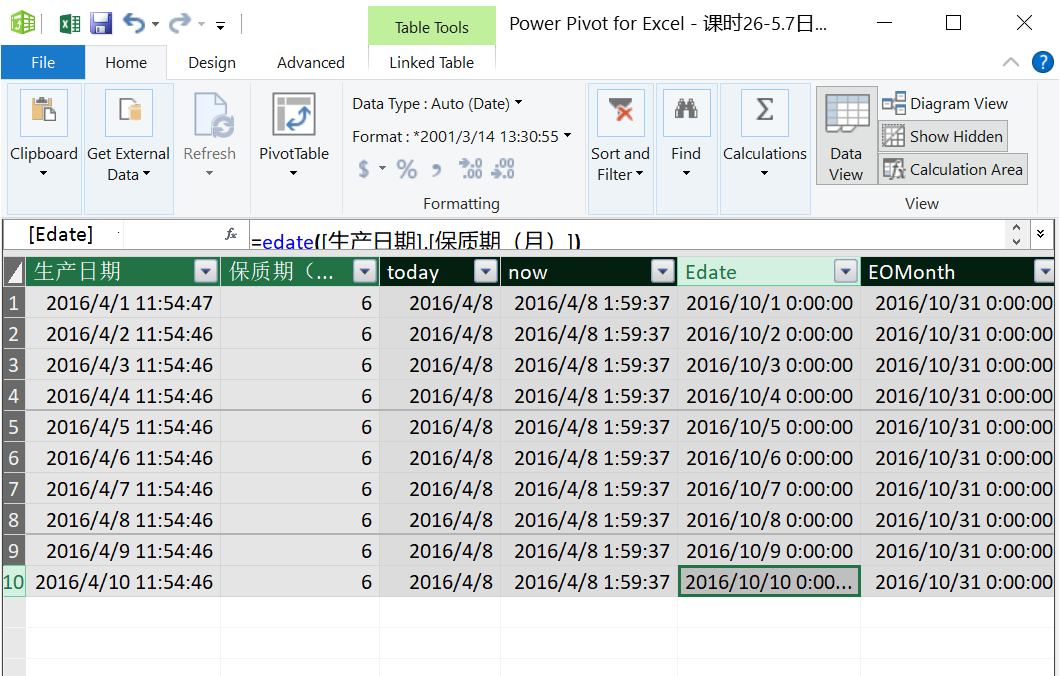 Table Tools
Power Pivot for Excel - 课时26-5.7日...
File Home Design Advanced Linked Table
Clipboard
Get External Data
Refresh
PivotTable
Data Type : Auto (Date)
Format : *2001/3/14 13:30:55
$ % , .00 .00
Formatting
Sort and Filter
Find
Calculations
Data View
Diagram View
Show Hidden
Calculation Area
View
[Edate] fx =edate([生产日期],[保质期（月）])
生产日期 保质期（... today now Edate EOMonth
1 2016/4/1 11:54:47 6 2016/4/8 2016/4/8 1:59:37 2016/10/1 0:00:00 2016/10/31 0:00:00
2 2016/4/2 11:54:46 6 2016/4/8 2016/4/8 1:59:37 2016/10/2 0:00:00 2016/10/31 0:00:00
3 2016/4/3 11:54:46 6 2016/4/8 2016/4/8 1:59:37 2016/10/3 0:00:00 2016/10/31 0:00:00
4 2016/4/4 11:54:46 6 2016/4/8 2016/4/8 1:59:37 2016/10/4 0:00:00 2016/10/31 0:00:00
5 2016/4/5 11:54:46 6 2016/4/8 2016/4/8 1:59:37 2016/10/5 0:00:00 2016/10/31 0:00:00
6 2016/4/6 11:54:46 6 2016/4/8 2016/4/8 1:59:37 2016/10/6 0:00:00 2016/10/31 0:00:00
7 2016/4/7 11:54:46 6 2016/4/8 2016/4/8 1:59:37 2016/10/7 0:00:00 2016/10/31 0:00:00
8 2016/4/8 11:54:46 6 2016/4/8 2016/4/8 1:59:37 2016/10/8 0:00:00 2016/10/31 0:00:00
9 2016/4/9 11:54:46 6 2016/4/8 2016/4/8 1:59:37 2016/10/9 0:00:00 2016/10/31 0:00:00
10 2016/4/10 11:54:46 6 2016/4/8 2016/4/8 1:59:37 2016/10/10 0:00... 2016/10/31 0:00:00